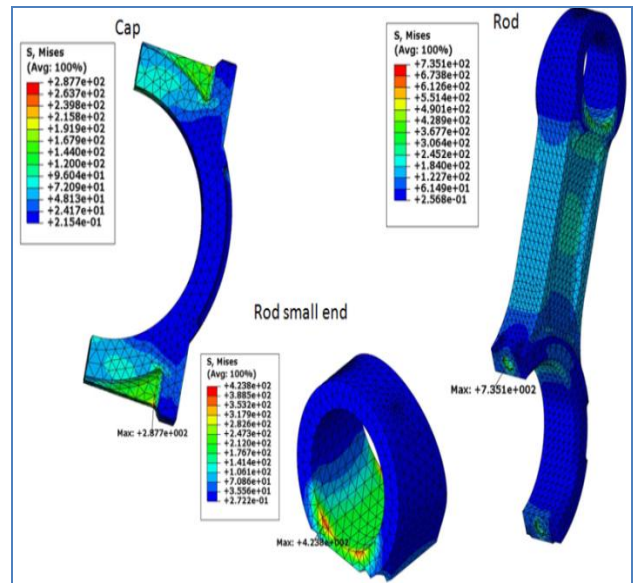 Cap
S, Mises
(Avg: 100%)
+2.877e+02
+2.637e+02
+2.398e+02
+2.158e+02
+1.919e+02
+1.679e+02
+1.440e+02
+1.200e+02
+9.604e+01
+7.209e+01
+4.813e+01
+2.417e+01
+2.154e-01
Max: +2.877e+002
Rod
S, Mises
(Avg: 100%)
+7.351e+02
+6.738e+02
+6.126e+02
+5.514e+02
+4.901e+02
+4.289e+02
+3.677e+02
+3.064e+02
+2.452e+02
+1.840e+02
+1.227e+02
+6.149e+01
+2.568e-01
Max: +7.351e+002
Rod small end
S, Mises
(Avg: 100%)
+4.238e+02
+3.885e+02
+3.532e+02
+3.179e+02
+2.826e+02
+2.473e+02
+2.120e+02
+1.767e+02
+1.414e+02
+1.061e+02
+7.086e+01
+3.556e+01
+2.722e-01
Max: +4.238e+002